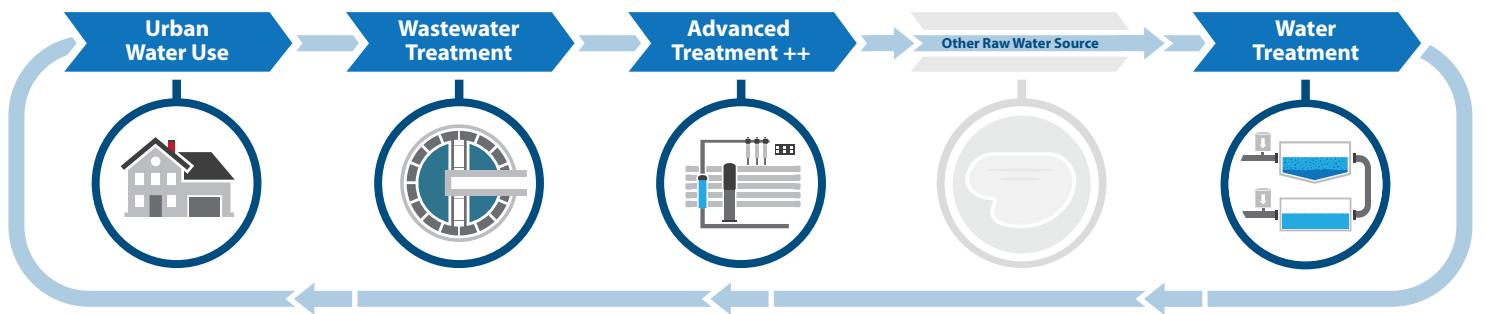 Urban
Water Use
Wastewater
Treatment
Advanced
Treatment ++
Other Raw Water Source
Water
Treatment